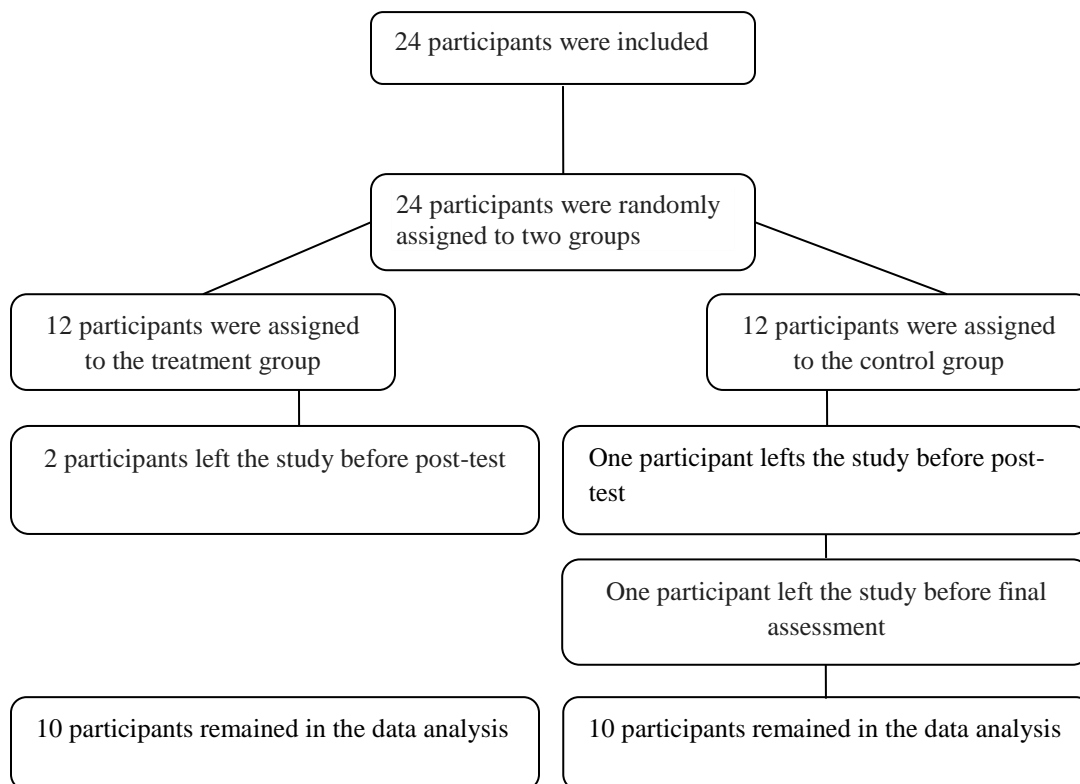 24 participants were included
24 participants were randomly
assigned to two groups
12 participants were assigned
to the treatment group
12 participants were assigned
to the control group
2 participants left the study before post-test
One participant lefts the study before post-
test
One participant left the study before final
assessment
10 participants remained in the data analysis
10 participants remained in the data analysis